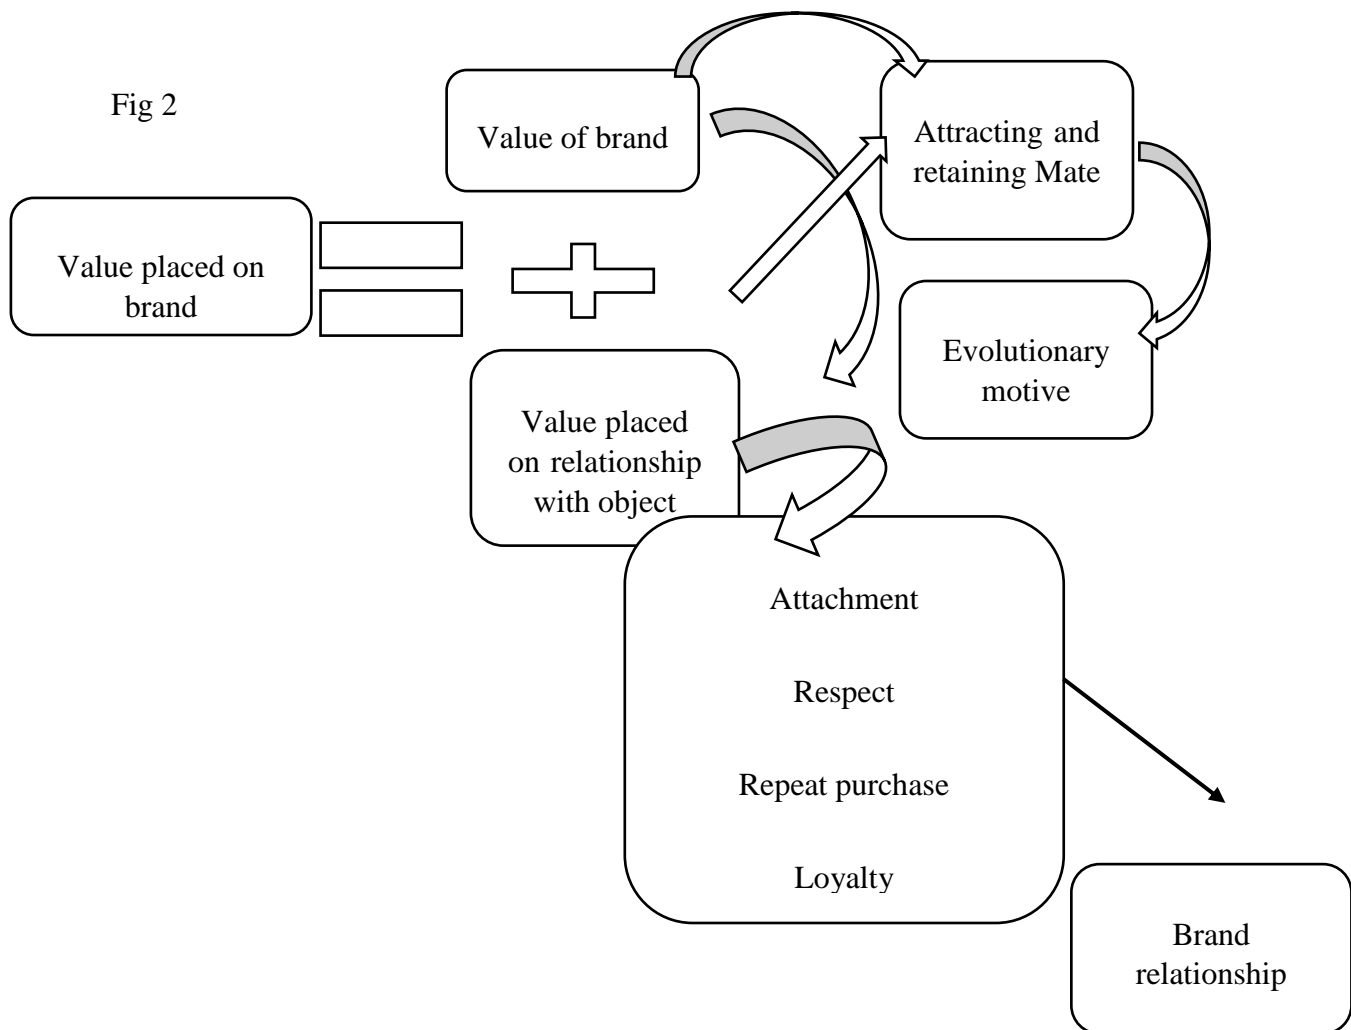 Fig 2
Value of brand
Attracting and
retaining Mate
Value placed on
brand
Evolutionary
motive
Value placed
on relationship
with object
Attachment
Respect
Repeat purchase
Loyalty
Brand
relationship